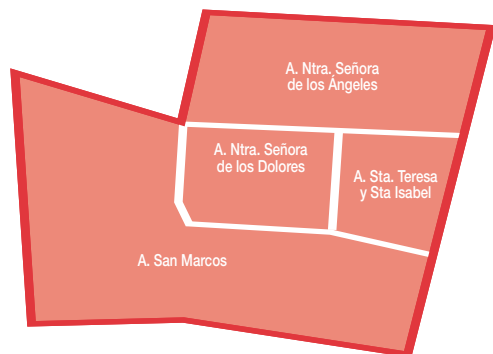 A. Ntra. Señora
de los Ángeles
A. Ntra. Señora
de los Dolores
A. Sta. Teresa
y Sta Isabel
A. San Marcos